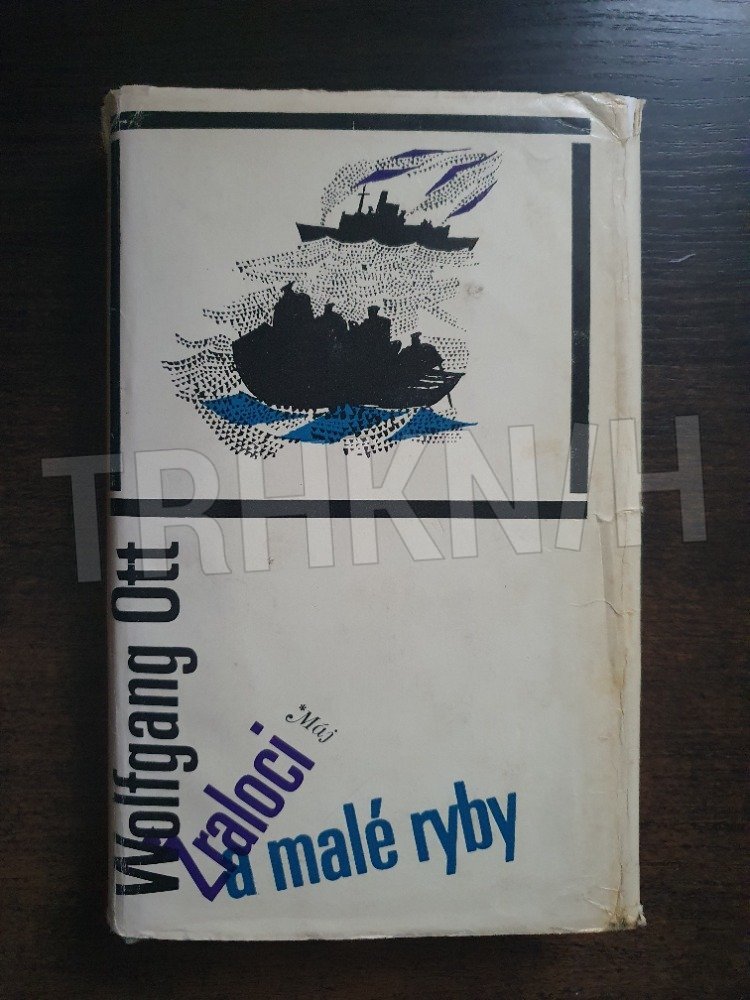 TRHKNIH
Wolfgang Ott
*Máj
Žraloci
a malé ryby